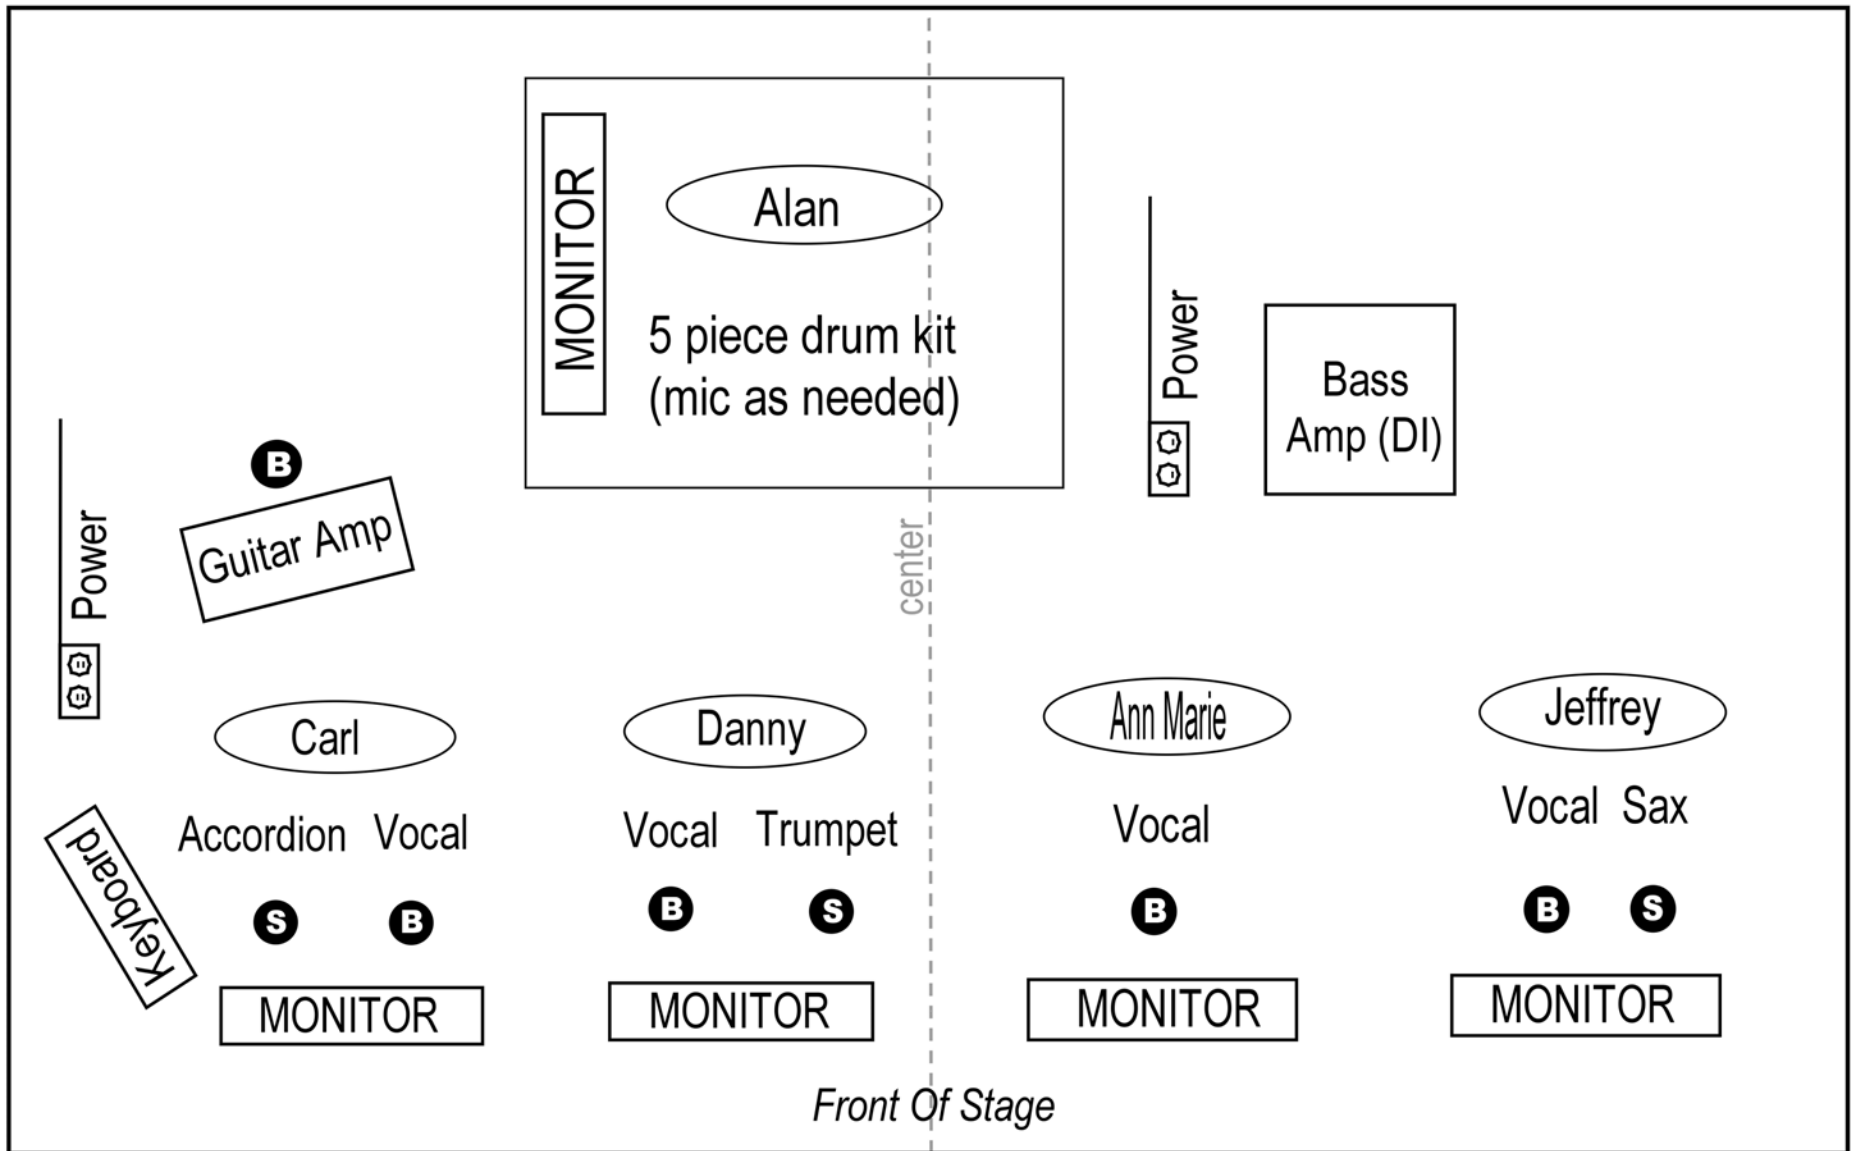 MONITOR
Alan
5 piece drum kit
(mic as needed)
Power
Bass
Amp (DI)
B
Guitar Amp
Power
center
Carl
Danny
Ann Marie
Jeffrey
Accordion Vocal
Vocal Trumpet
Vocal
Vocal Sax
Keyboard
S B
B S
B
B S
MONITOR
MONITOR
MONITOR
MONITOR
Front Of Stage